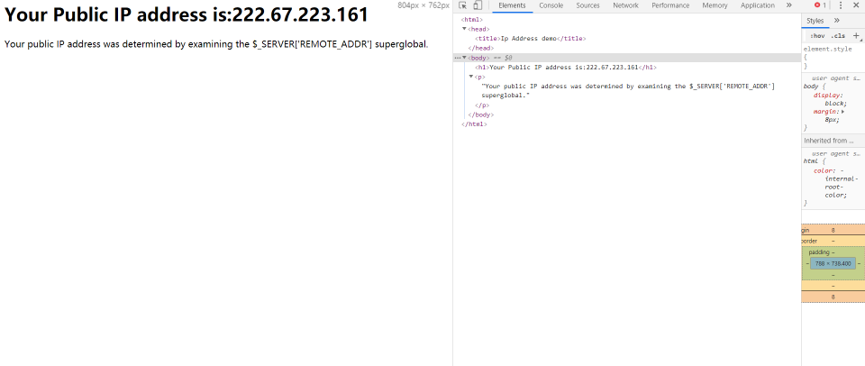 Your Public IP address is:222.67.223.161
Your public IP address was determined by examining the $_SERVER['REMOTE_ADDR'] superglobal.
804px × 762px
Elements Console Sources Network Performance Memory Application » 1
<html>
<head>
<title>Ip Address demo</title>
</head>
<body> == $0
<h1>Your Public IP address is:222.67.223.161</h1>
<p>
"Your public IP address was determined by examining the $_SERVER['REMOTE_ADDR']
superglobal."
</p>
</body>
</html>
Styles »
:hov .cls +
element.style
{
}
user agent s…
body {
display:
block;
margin:
8px;
}
Inherited from …
user agent s…
html {
color: -
internal-
root-
color;
}
gin 8
border –
padding –
– 788 × 738.400 –
–
–
8